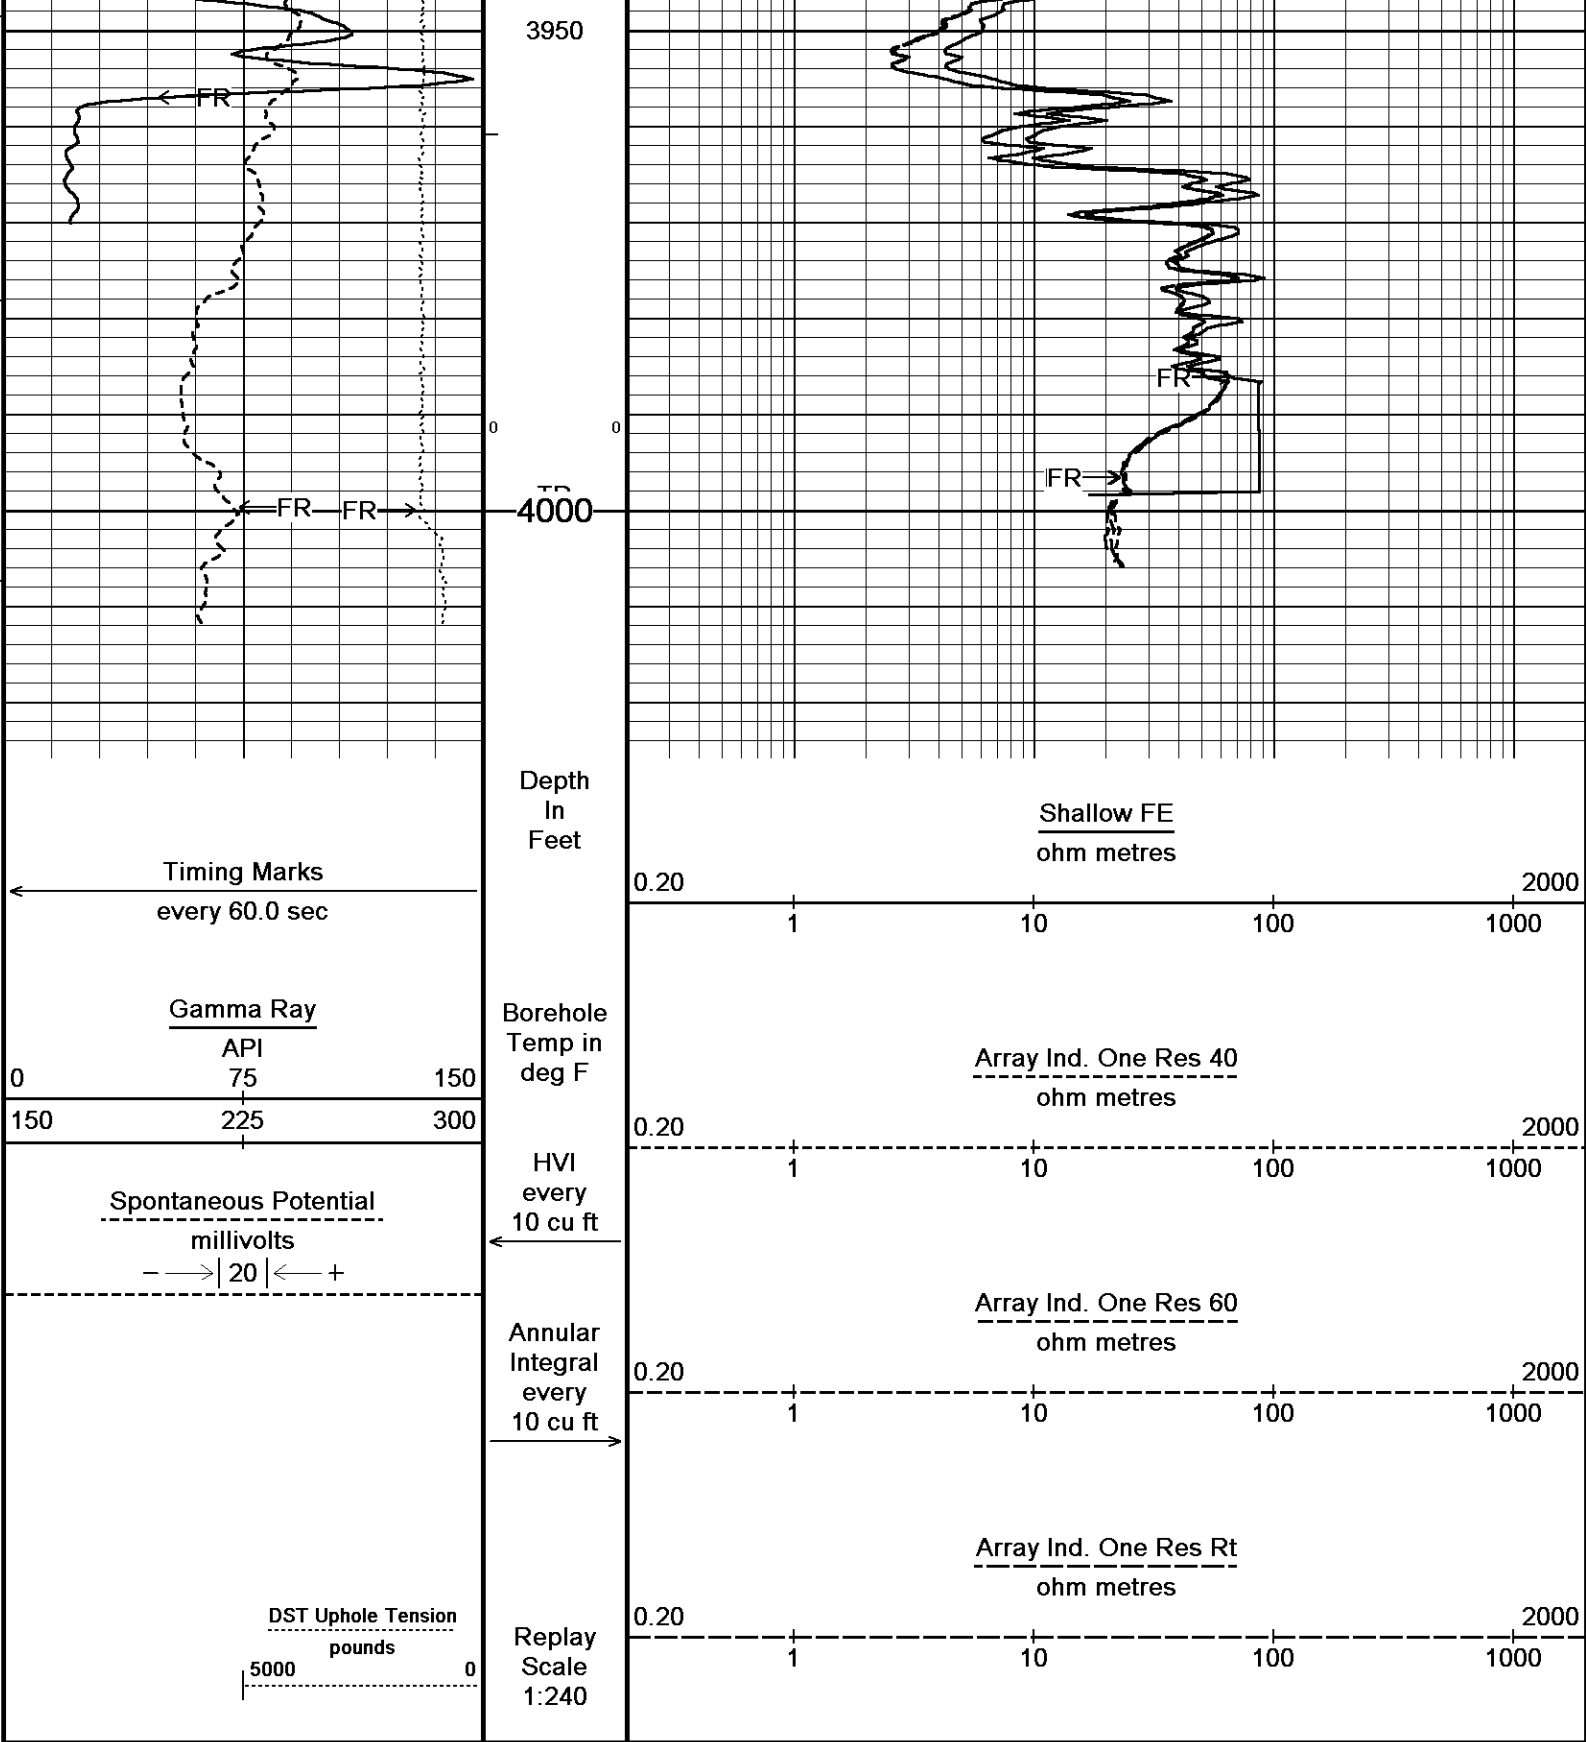 3950
FR
FR
0 0
FR
4000
FR FR
Depth
In
Feet
Shallow FE
ohm metres
0.20 2000
1 10 100 1000
Timing Marks
every 60.0 sec
Gamma Ray
API
0 75 150
150 225 300
Borehole
Temp in
deg F
Array Ind. One Res 40
ohm metres
0.20 2000
1 10 100 1000
HVI
every
10 cu ft
Spontaneous Potential
millivolts
− 20 +
Array Ind. One Res 60
ohm metres
0.20 2000
1 10 100 1000
Annular
Integral
every
10 cu ft
Array Ind. One Res Rt
ohm metres
0.20 2000
1 10 100 1000
DST Uphole Tension
pounds
5000 0
Replay
Scale
1:240